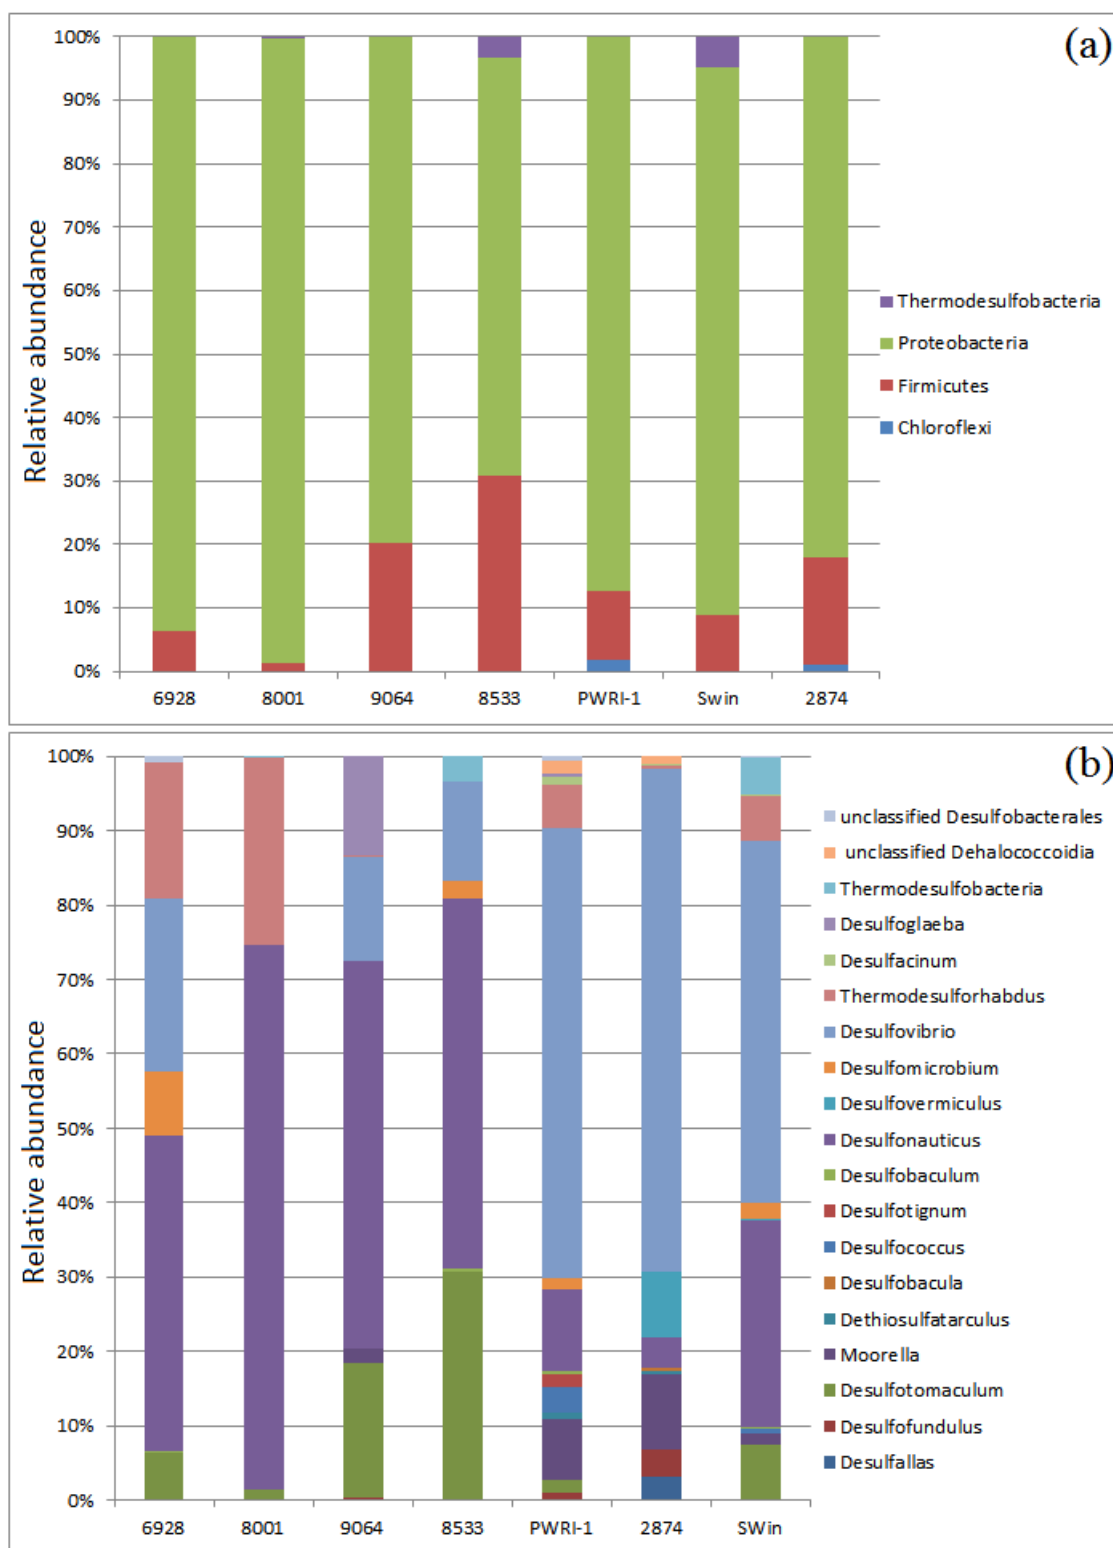 (a)
100%
90%
80%
70%
60%
50%
40%
30%
20%
10%
0%
Relative abundance
6928 8001 9064 8533 PWRI-1 Swin 2874
Thermodesulfobacteria
Proteobacteria
Firmicutes
Chloroflexi
(b)
100%
90%
80%
70%
60%
50%
40%
30%
20%
10%
0%
Relative abundance
6928 8001 9064 8533 PWRI-1 2874 SWin
unclassified Desulfobacterales
unclassified Dehalococcoidia
Thermodesulfobacteria
Desulfoglaeba
Desulfacinum
Thermodesulforhabdus
Desulfovibrio
Desulfomicrobium
Desulfovermiculus
Desulfonauticus
Desulfobaculum
Desulfotignum
Desulfococcus
Desulfobacula
Dethiosulfatarculus
Moorella
Desulfotomaculum
Desulfofundulus
Desulfallas